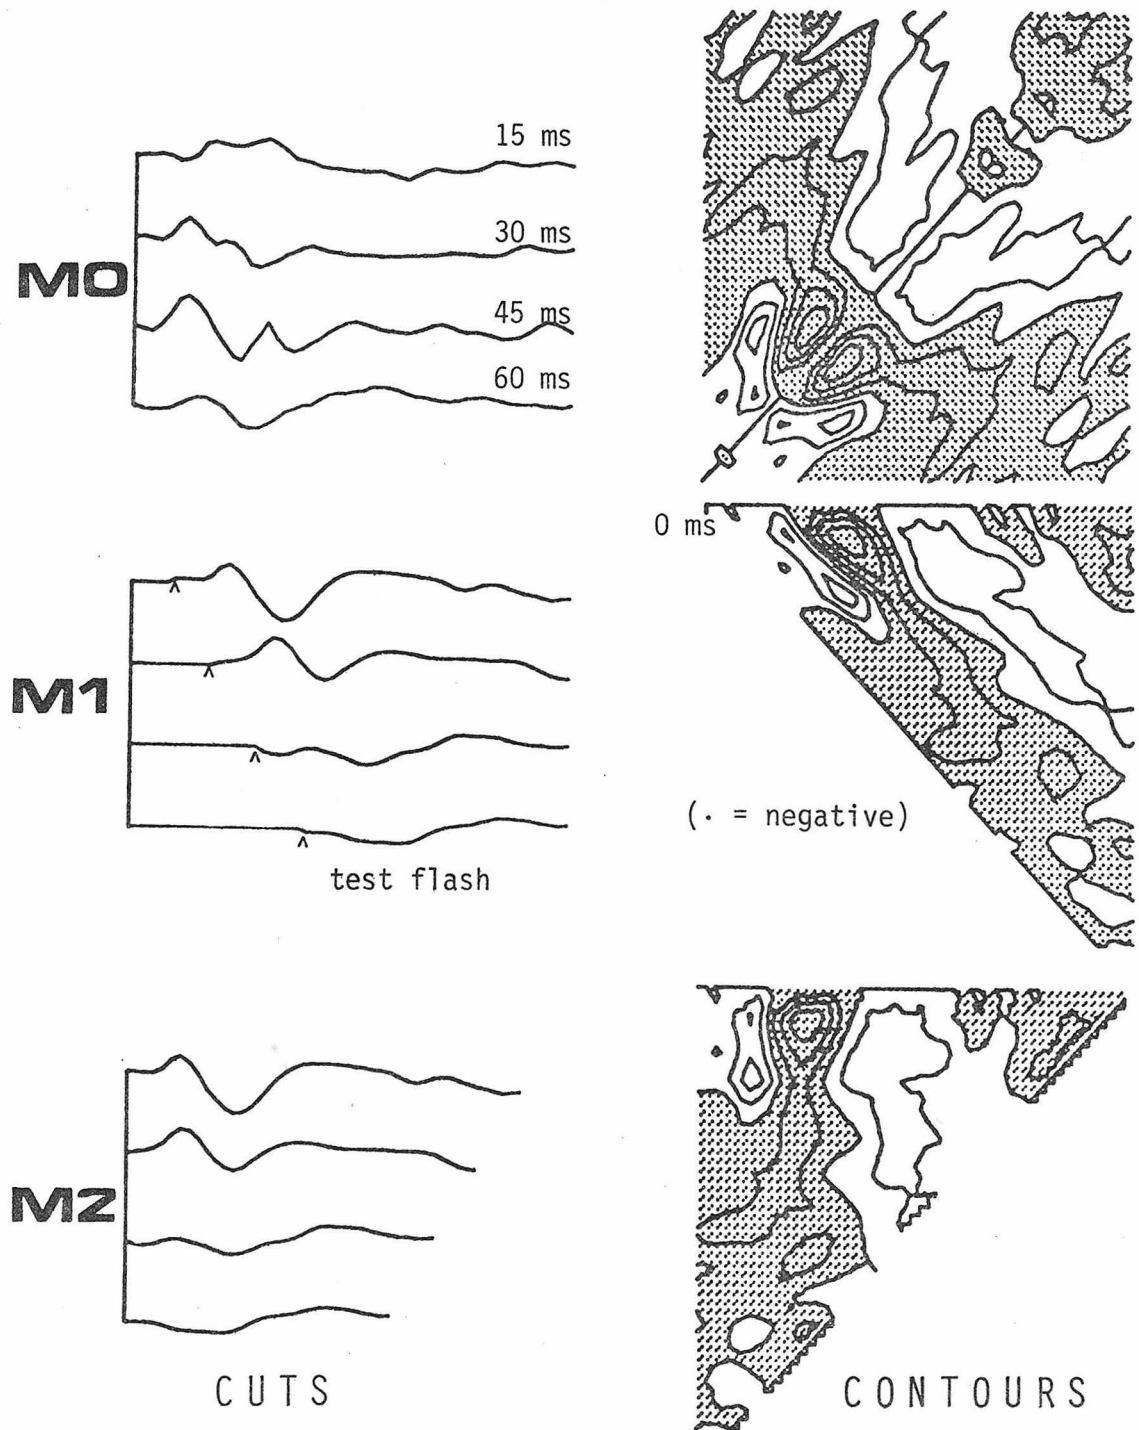 15 ms
30 ms
M0
45 ms
60 ms
0 ms
M1
^
^
^
^
(· = negative)
test flash
M2
CUTS
CONTOURS